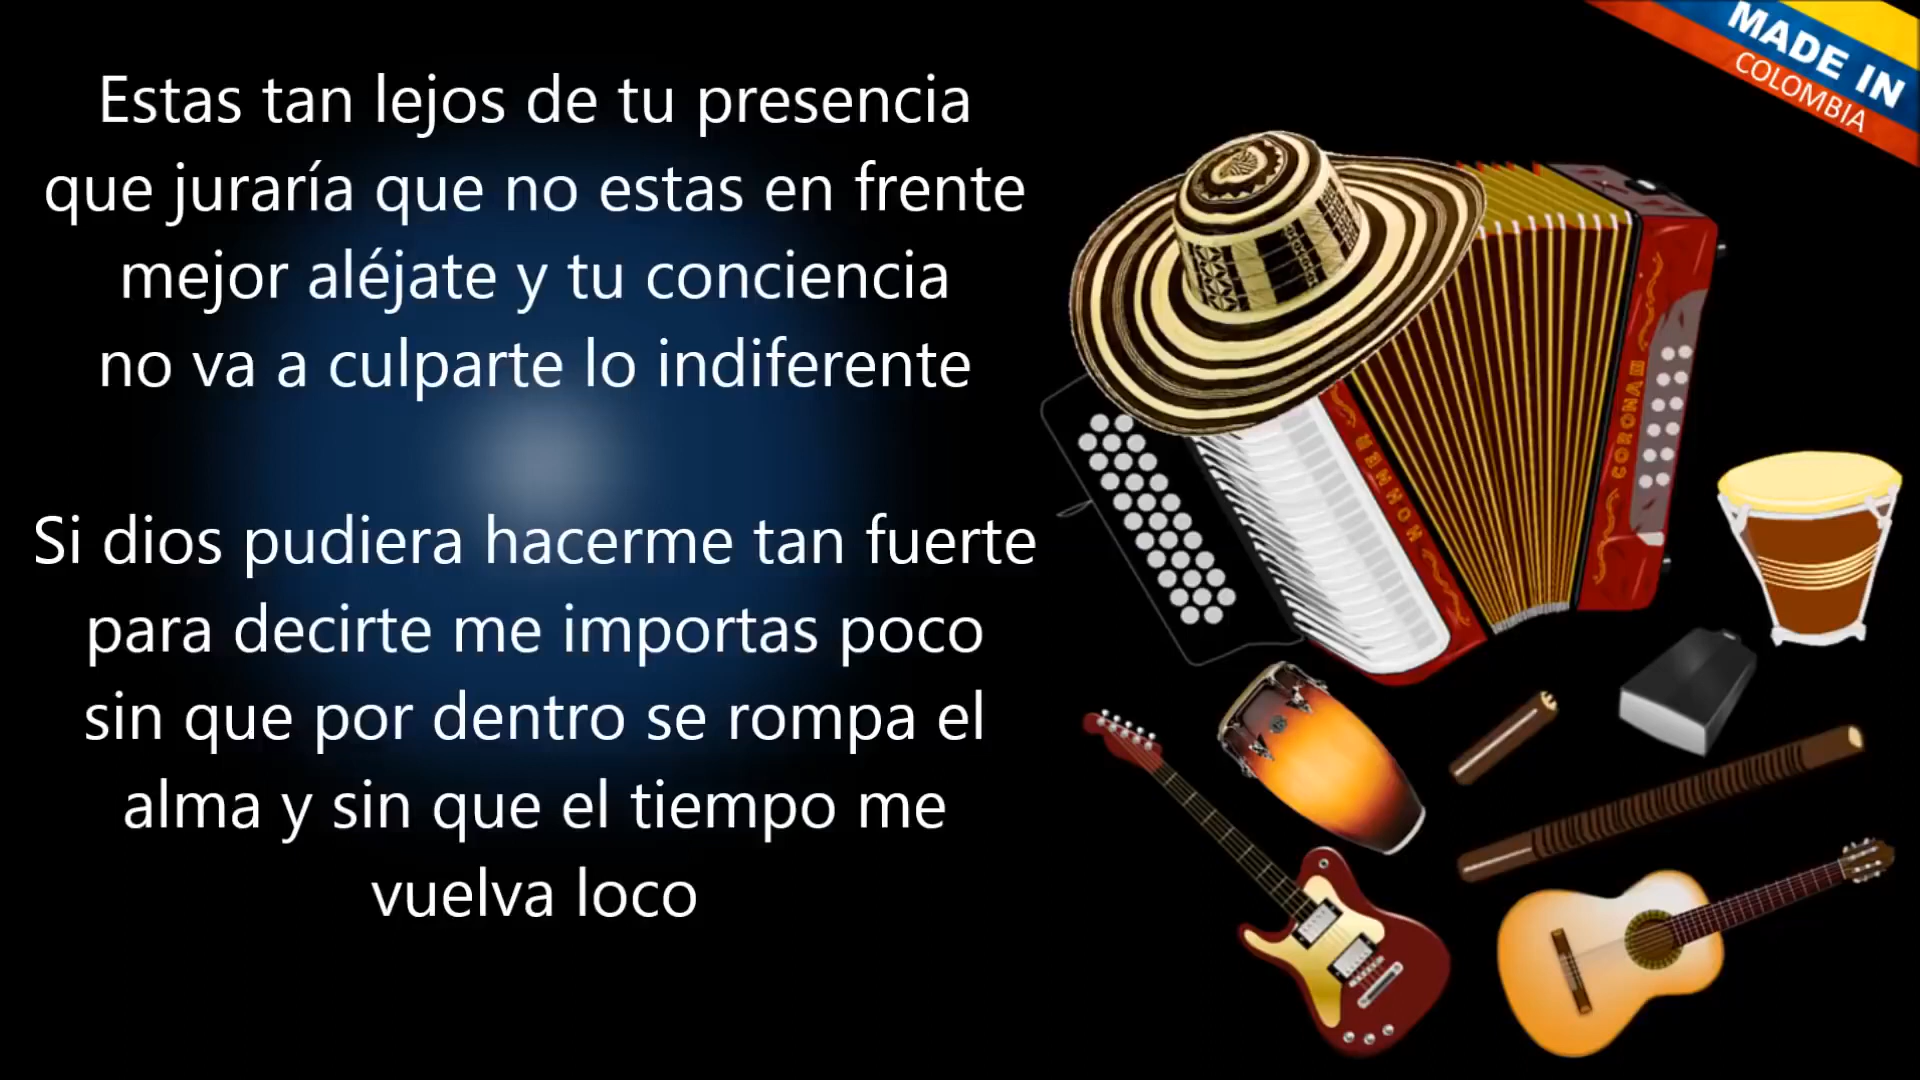 Estas tan lejos de tu presencia
que juraría que no estas en frente
mejor aléjate y tu conciencia
no va a culparte lo indiferente
Si dios pudiera hacerme tan fuerte
para decirte me importas poco
sin que por dentro se rompa el
alma y sin que el tiempo me
vuelva loco
MADE IN
COLOMBIA
HOHNER
CORONA III